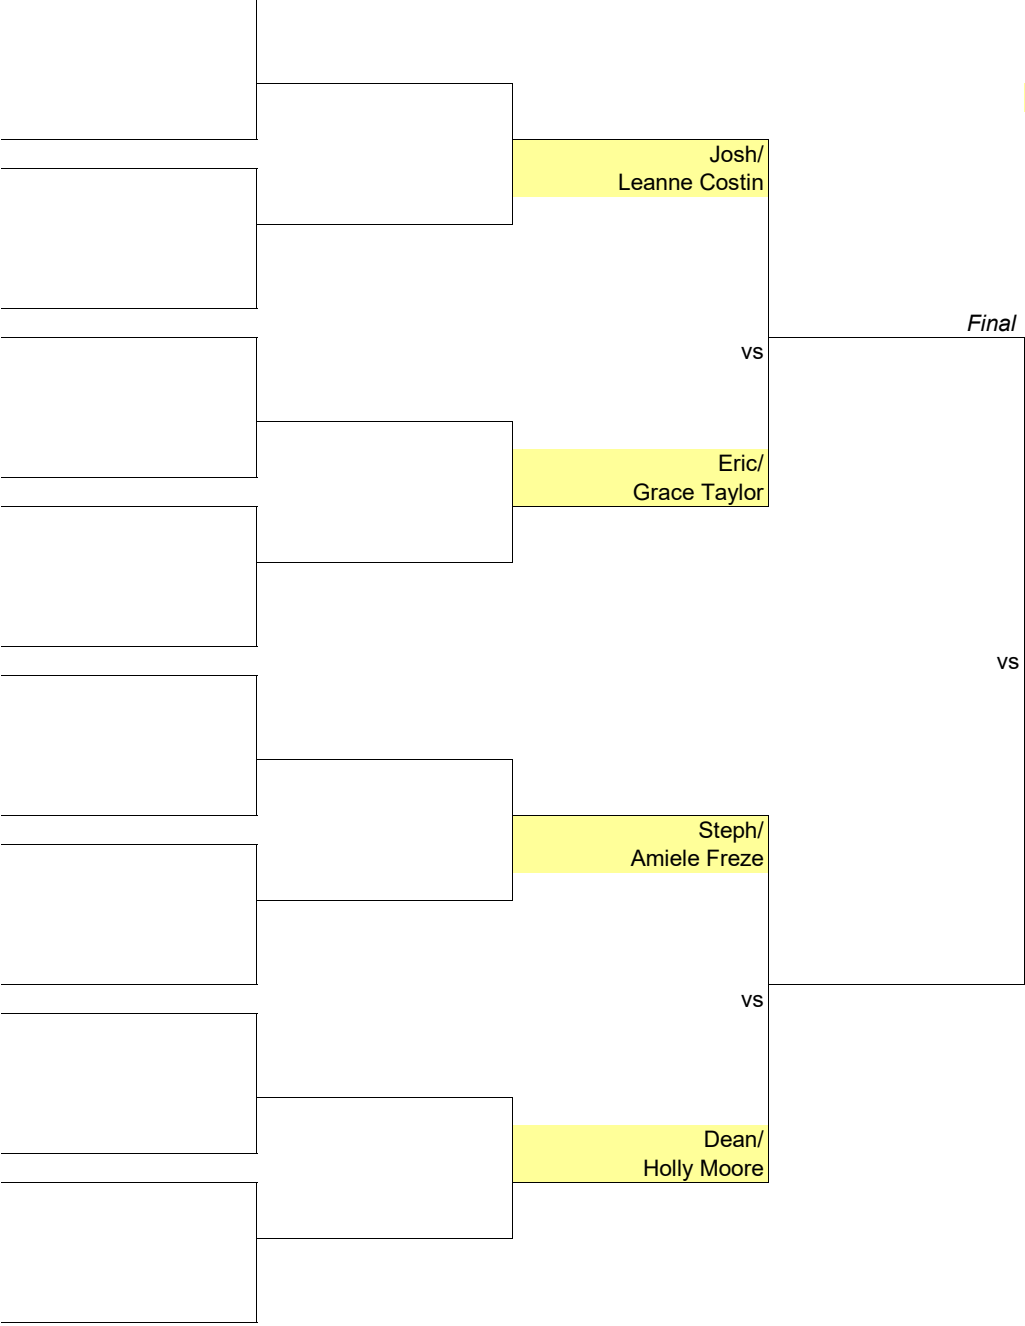 Josh/
Leanne Costin
Final
vs
Eric/
Grace Taylor
vs
Steph/
Amiele Freze
vs
Dean/
Holly Moore